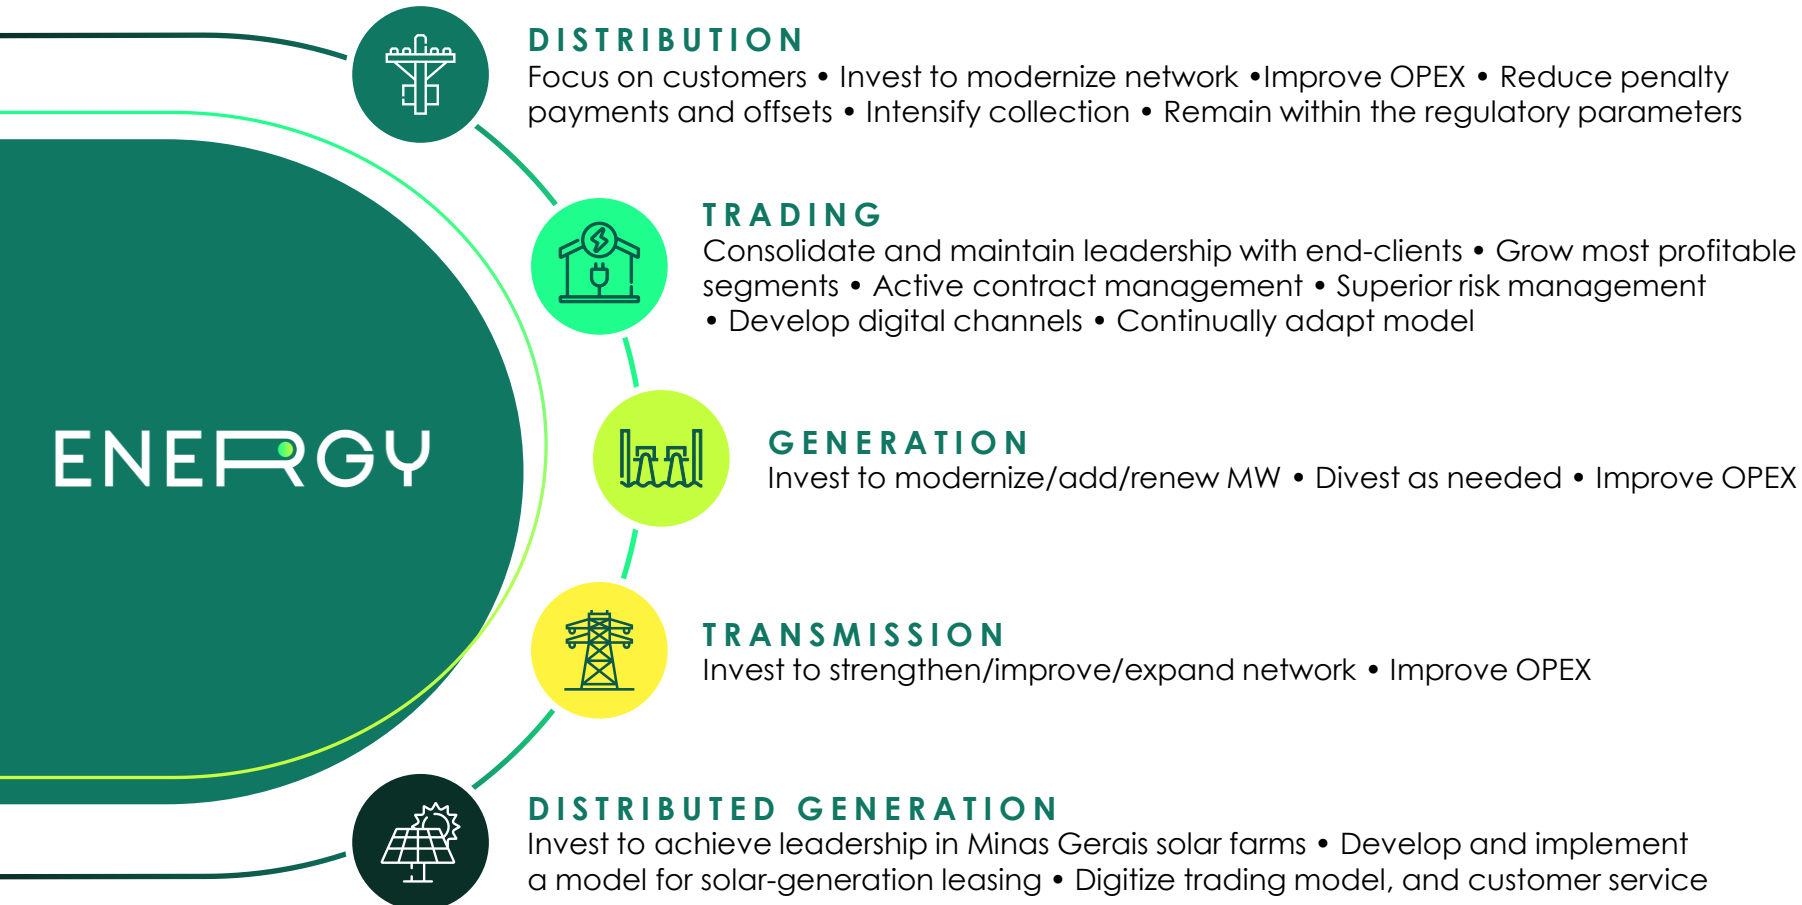 ENERGY
DISTRIBUTION
Focus on customers • Invest to modernize network •Improve OPEX • Reduce penalty
payments and offsets • Intensify collection • Remain within the regulatory parameters
TRADING
Consolidate and maintain leadership with end-clients • Grow most profitable
segments • Active contract management • Superior risk management
• Develop digital channels • Continually adapt model
GENERATION
Invest to modernize/add/renew MW • Divest as needed • Improve OPEX
TRANSMISSION
Invest to strengthen/improve/expand network • Improve OPEX
DISTRIBUTED GENERATION
Invest to achieve leadership in Minas Gerais solar farms • Develop and implement
a model for solar-generation leasing • Digitize trading model, and customer service